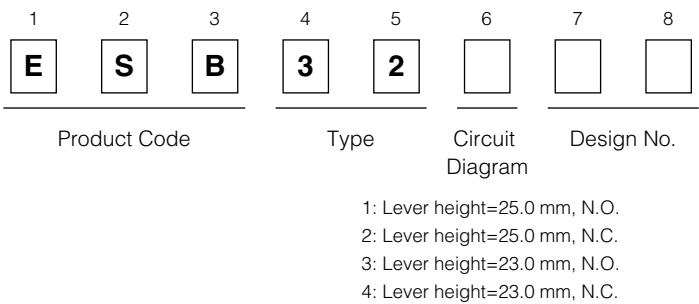 1 2 3 4 5 6 7 8
E S B 3 2
Product Code Type Circuit Diagram Design No.
1: Lever height=25.0 mm, N.O.
2: Lever height=25.0 mm, N.C.
3: Lever height=23.0 mm, N.O.
4: Lever height=23.0 mm, N.C.